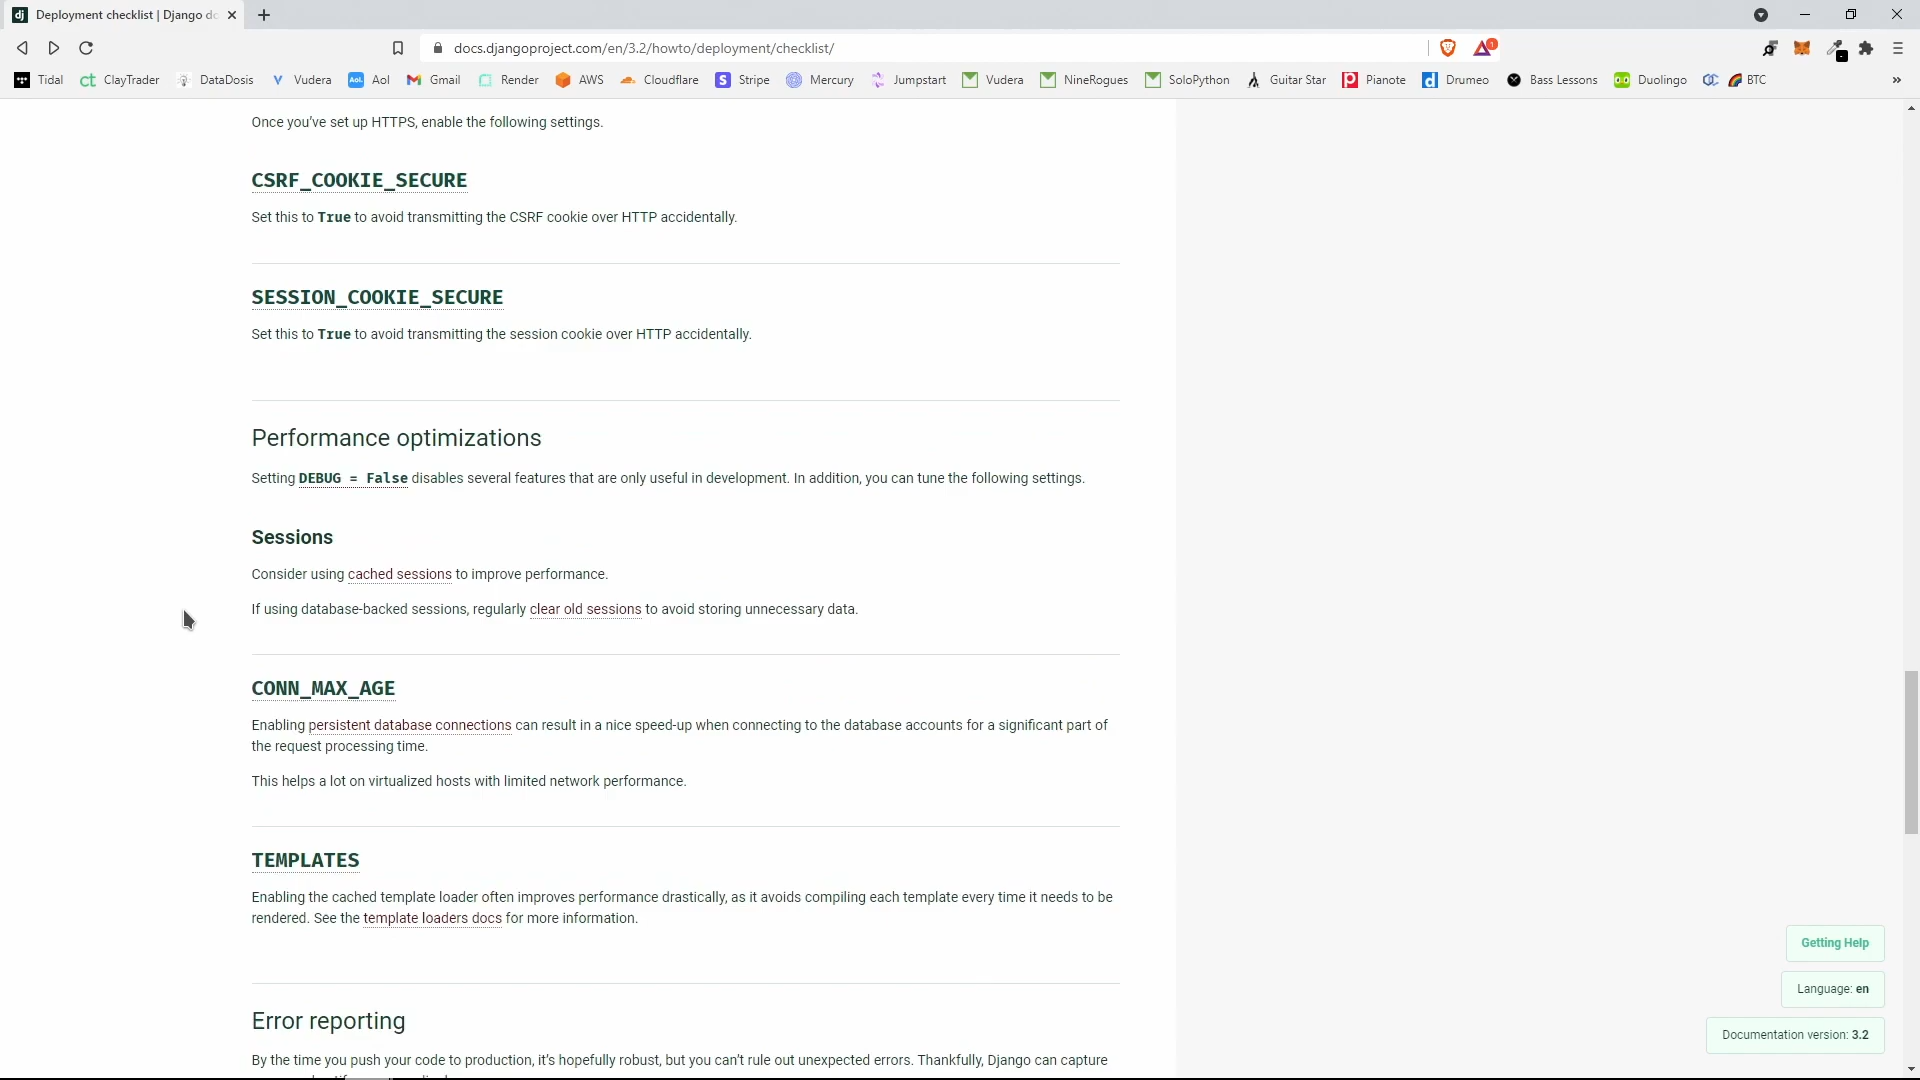 Deployment checklist | Django do
docs.djangoproject.com/en/3.2/howto/deployment/checklist/
1
Tidal ClayTrader DataDosis Vudera Aol Gmail Render AWS Cloudflare Stripe Mercury Jumpstart Vudera NineRogues SoloPython Guitar Star Pianote Drumeo Bass Lessons Duolingo BTC »
Once you've set up HTTPS, enable the following settings.
CSRF_COOKIE_SECURE
Set this to True to avoid transmitting the CSRF cookie over HTTP accidentally.
SESSION_COOKIE_SECURE
Set this to True to avoid transmitting the session cookie over HTTP accidentally.
Performance optimizations
Setting DEBUG = False disables several features that are only useful in development. In addition, you can tune the following settings.
Sessions
Consider using cached sessions to improve performance.
If using database-backed sessions, regularly clear old sessions to avoid storing unnecessary data.
CONN_MAX_AGE
Enabling persistent database connections can result in a nice speed-up when connecting to the database accounts for a significant part of
the request processing time.
This helps a lot on virtualized hosts with limited network performance.
TEMPLATES
Enabling the cached template loader often improves performance drastically, as it avoids compiling each template every time it needs to be
rendered. See the template loaders docs for more information.
Error reporting
By the time you push your code to production, it's hopefully robust, but you can't rule out unexpected errors. Thankfully, Django can capture
Getting Help
Language: en
Documentation version: 3.2